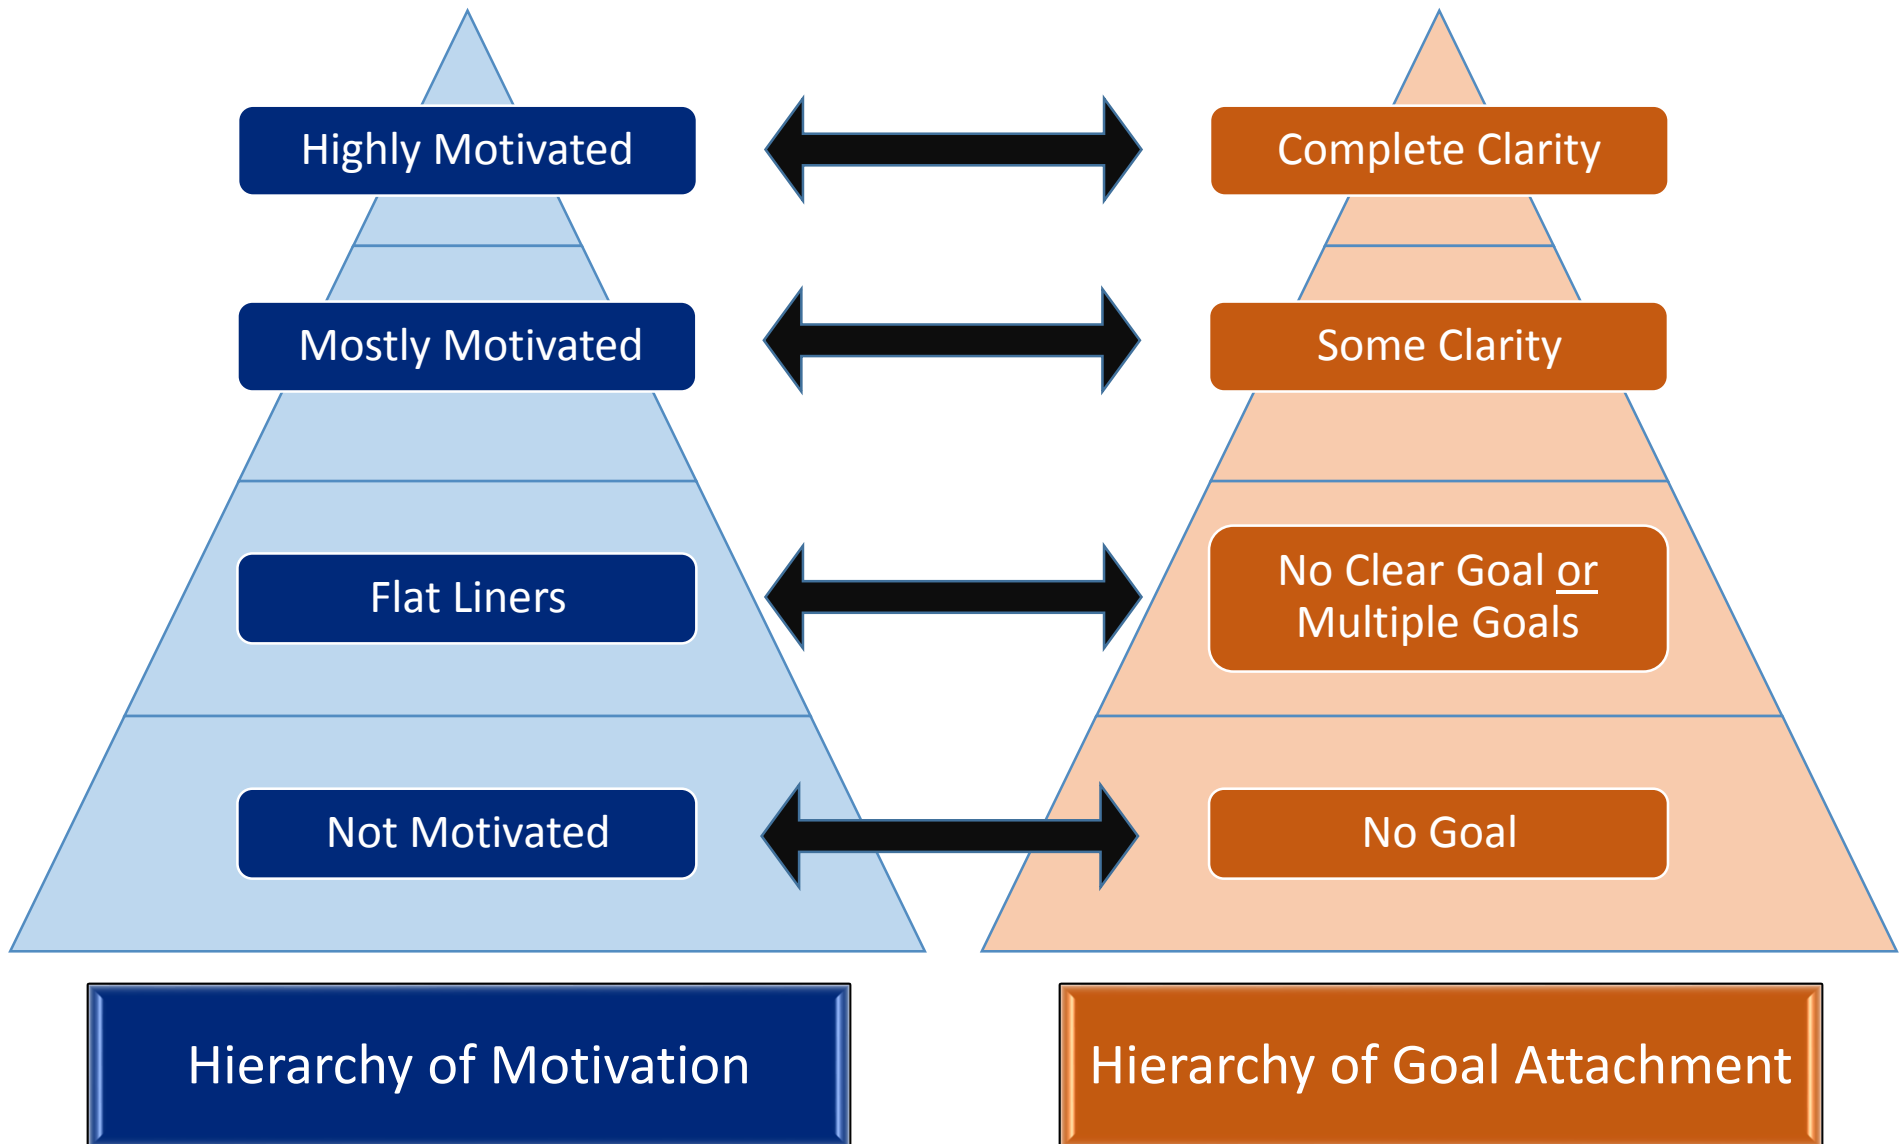 Highly Motivated
Complete Clarity
Mostly Motivated
Some Clarity
Flat Liners
No Clear Goal or
Multiple Goals
Not Motivated
No Goal
Hierarchy of Motivation
Hierarchy of Goal Attachment